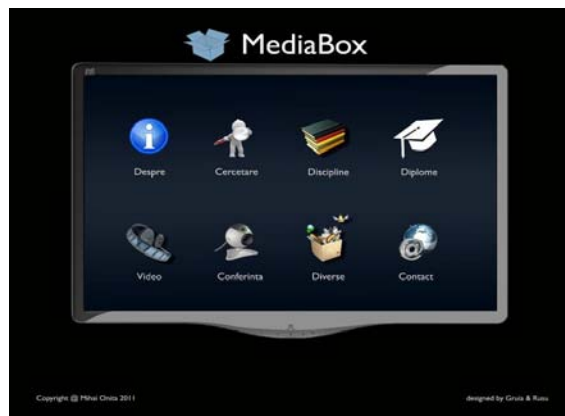 MediaBox
Despre Cercetare Discipline Diplome
Video Conferinta Diverse Contact
Copyright @ Mihai Onita 2011 designed by Gruia & Rusu